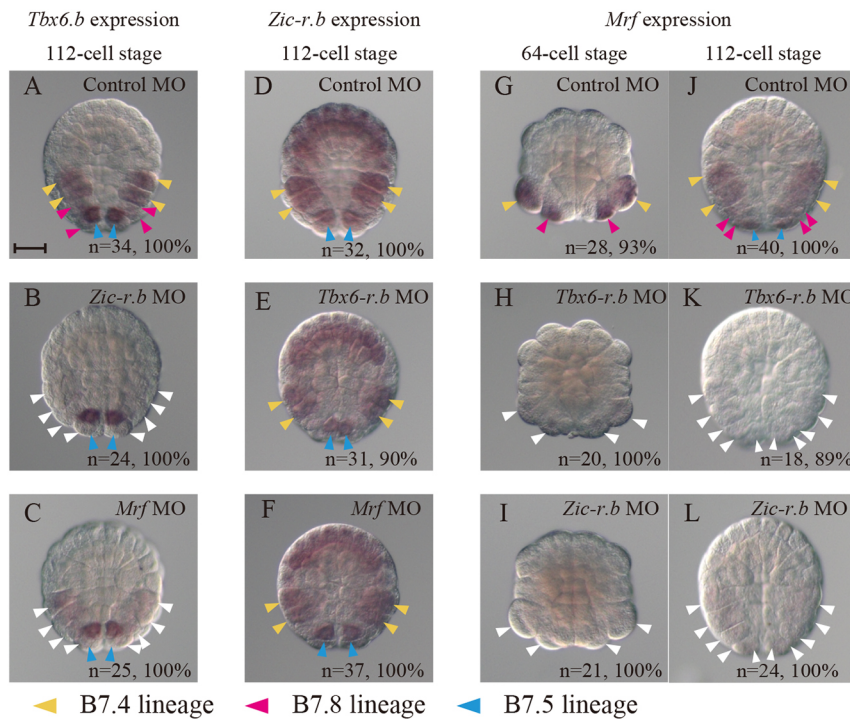 Tbx6.b expression
Zic-r.b expression
Mrf expression
112-cell stage
112-cell stage
64-cell stage
112-cell stage
A
Control MO
n=34, 100%
D
Control MO
n=32, 100%
G
Control MO
n=28, 93%
J
Control MO
n=40, 100%
B
Zic-r.b MO
n=24, 100%
E
Tbx6-r.b MO
n=31, 90%
H
Tbx6-r.b MO
n=20, 100%
K
Tbx6-r.b MO
n=18, 89%
C
Mrf MO
n=25, 100%
F
Mrf MO
n=37, 100%
I
Zic-r.b MO
n=21, 100%
L
Zic-r.b MO
n=24, 100%
B7.4 lineage
B7.8 lineage
B7.5 lineage